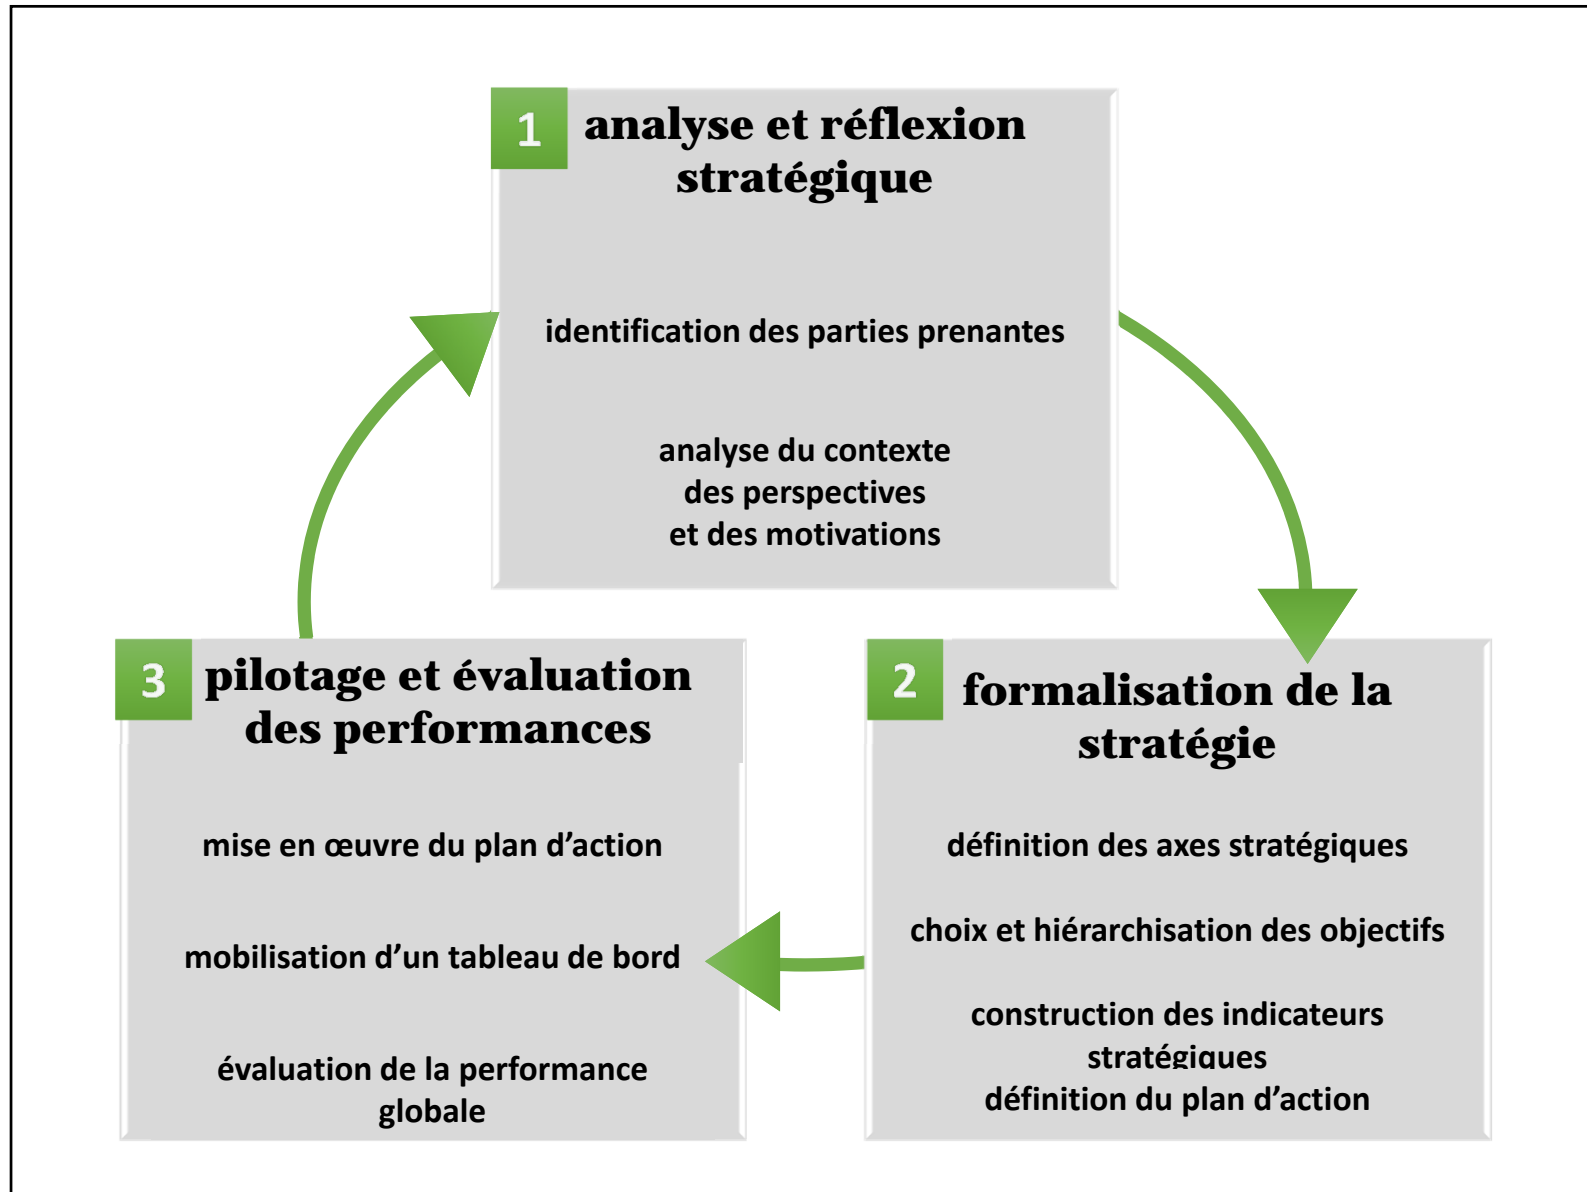 1
analyse et réflexion
stratégique
identification des parties prenantes
analyse du contexte
des perspectives
et des motivations
2
formalisation de la
stratégie
définition des axes stratégiques
choix et hiérarchisation des objectifs
construction des indicateurs
stratégiques
définition du plan d’action
3
pilotage et évaluation
des performances
mise en œuvre du plan d’action
mobilisation d’un tableau de bord
évaluation de la performance
globale